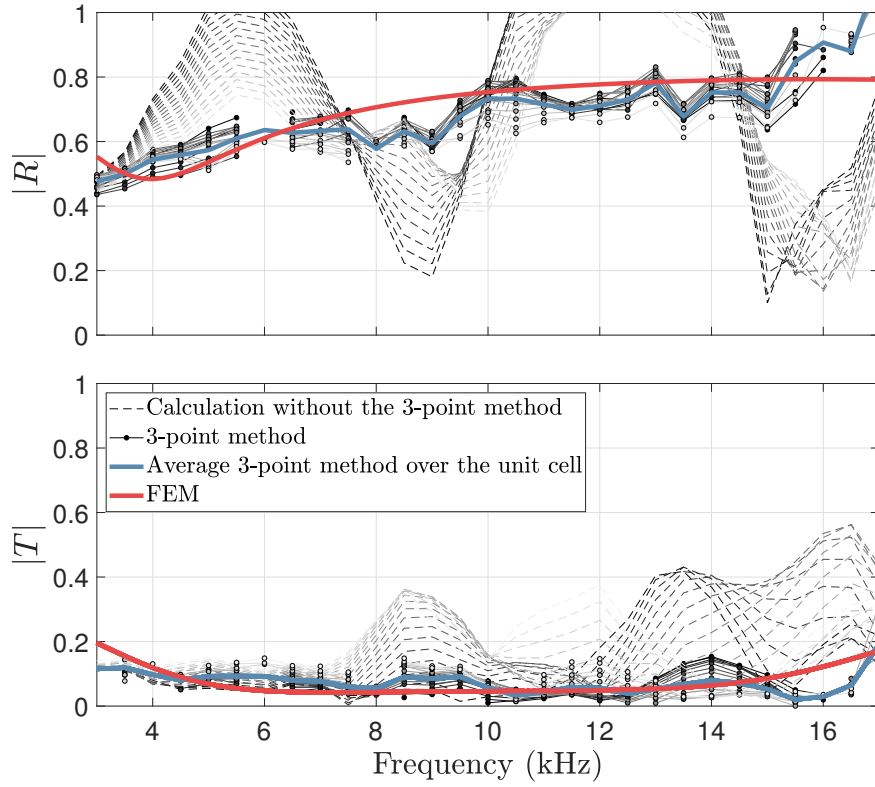 1
0.8
0.6
0.4
0.2
0
|R|
1
0.8
0.6
0.4
0.2
0
|T|
Calculation without the 3-point method
3-point method
Average 3-point method over the unit cell
FEM
4 6 8 10 12 14 16
Frequency (kHz)